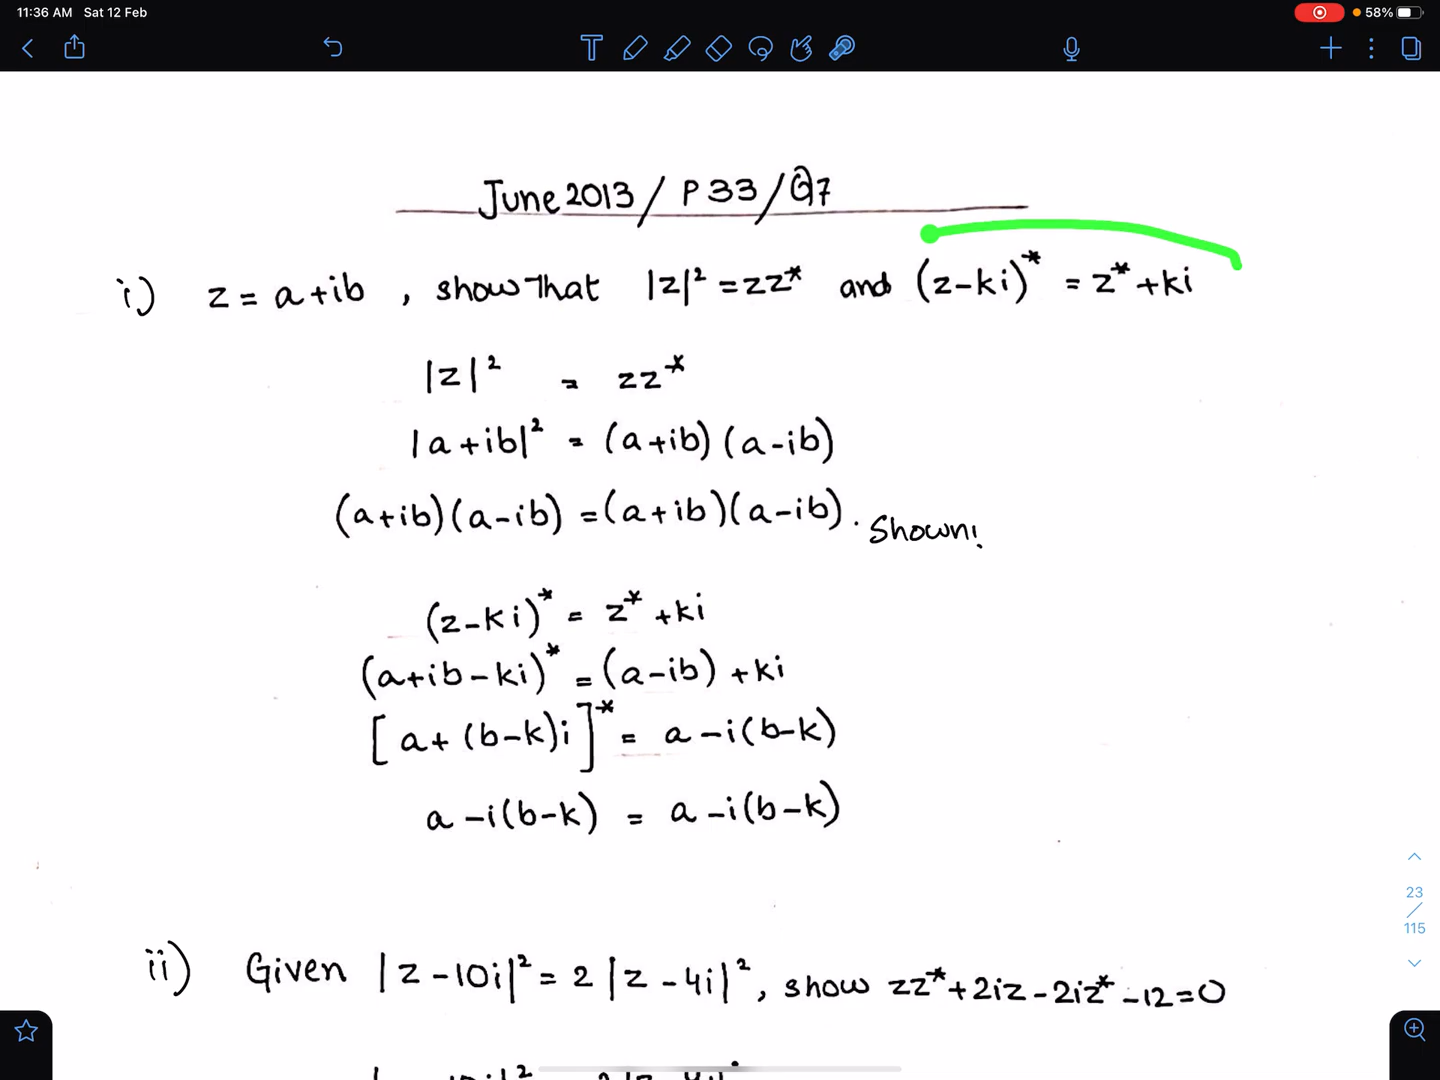 11:36 AM Sat 12 Feb 58%
June 2013 / P 33 / Q7
i) z = a+ib , show that |z|² = zz* and (z-ki)* = z* + ki
|z|² = zz*
|a+ib|² = (a+ib) (a-ib)
(a+ib)(a-ib) = (a+ib)(a-ib). Shown!
(z-ki)* = z* +ki
(a+ib-ki)* = (a-ib) + ki
[a+(b-k)i]* = a-i(b-k)
a-i(b-k) = a-i(b-k)
23
/
115
ii) Given |z-10i|² = 2|z-4i|², show zz*+2iz-2iz*-12=0